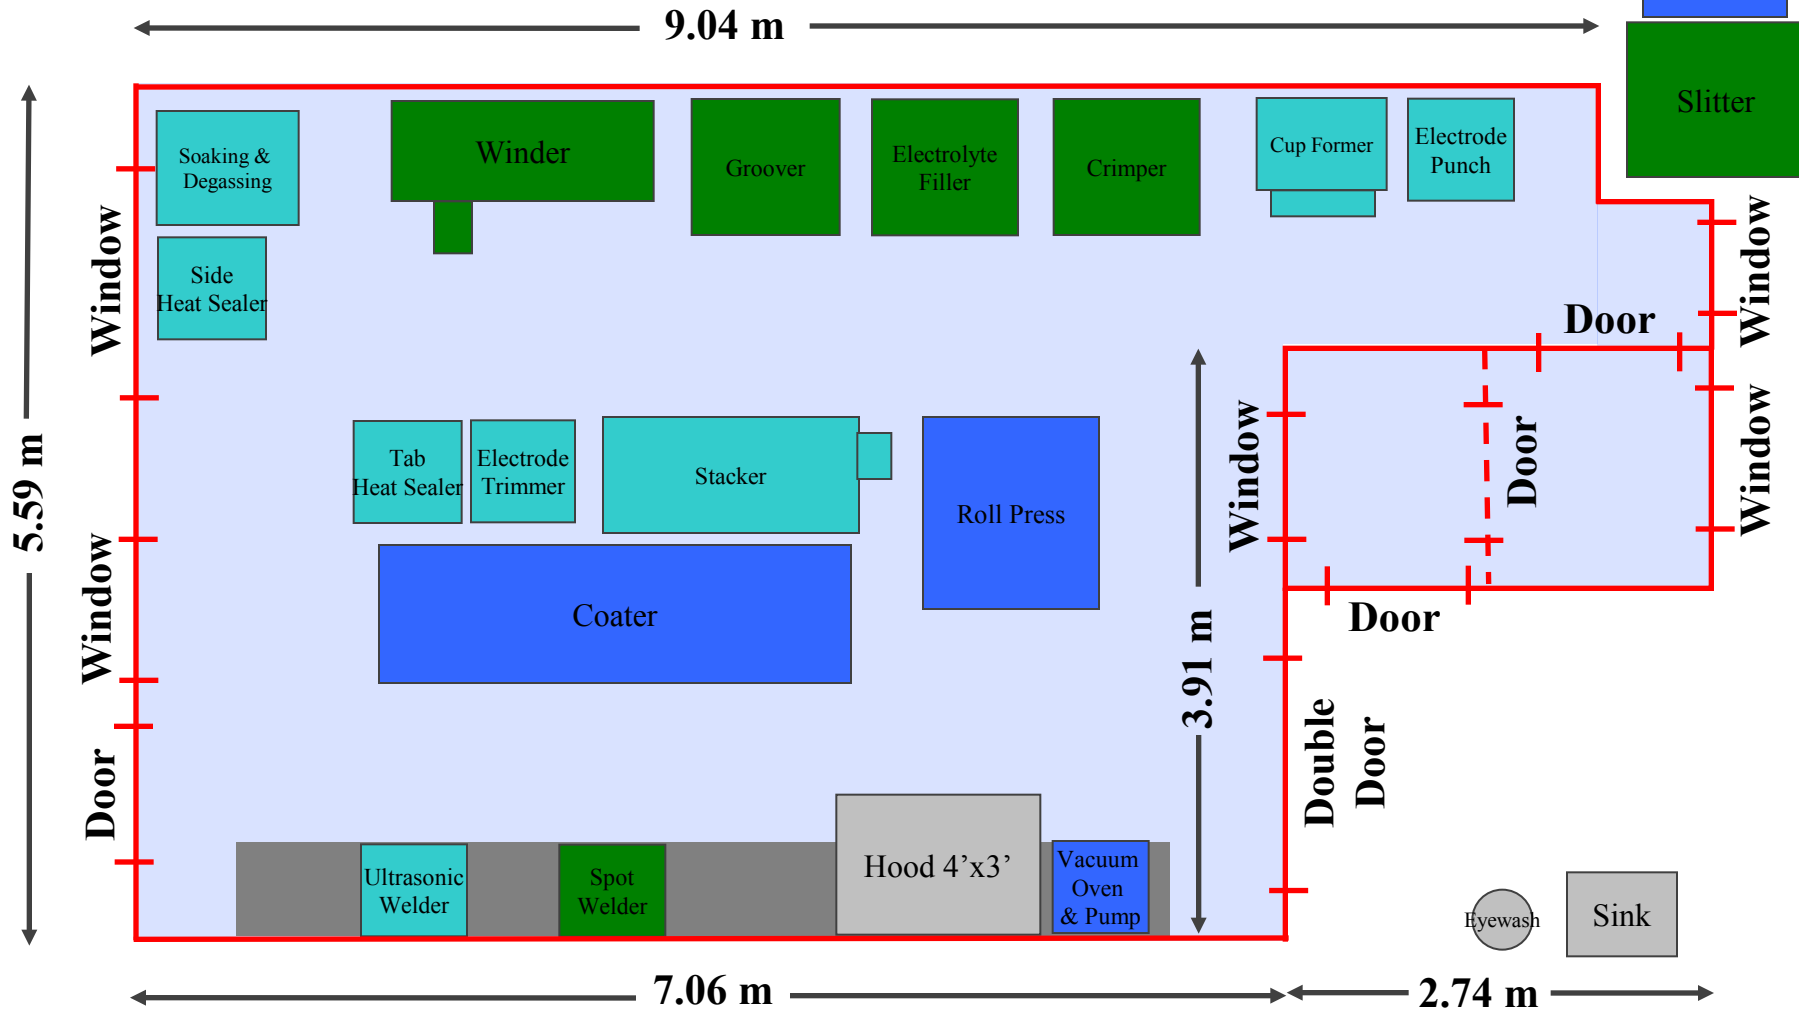 9.04 m
Slitter
Winder
Groover
Electrolyte
Filler
Crimper
Cup Former
Electrode
Punch
Soaking &
Degassing
Side
Heat Sealer
Window
Window
Door
Tab
Heat Sealer
Electrode
Trimmer
Stacker
Roll Press
Window
Door
Window
5.59 m
Window
Coater
3.91 m
Door
Door
Double
Door
Ultrasonic
Welder
Spot
Welder
Hood 4’x3’
Vacuum
Oven
& Pump
Eyewash
Sink
7.06 m
2.74 m